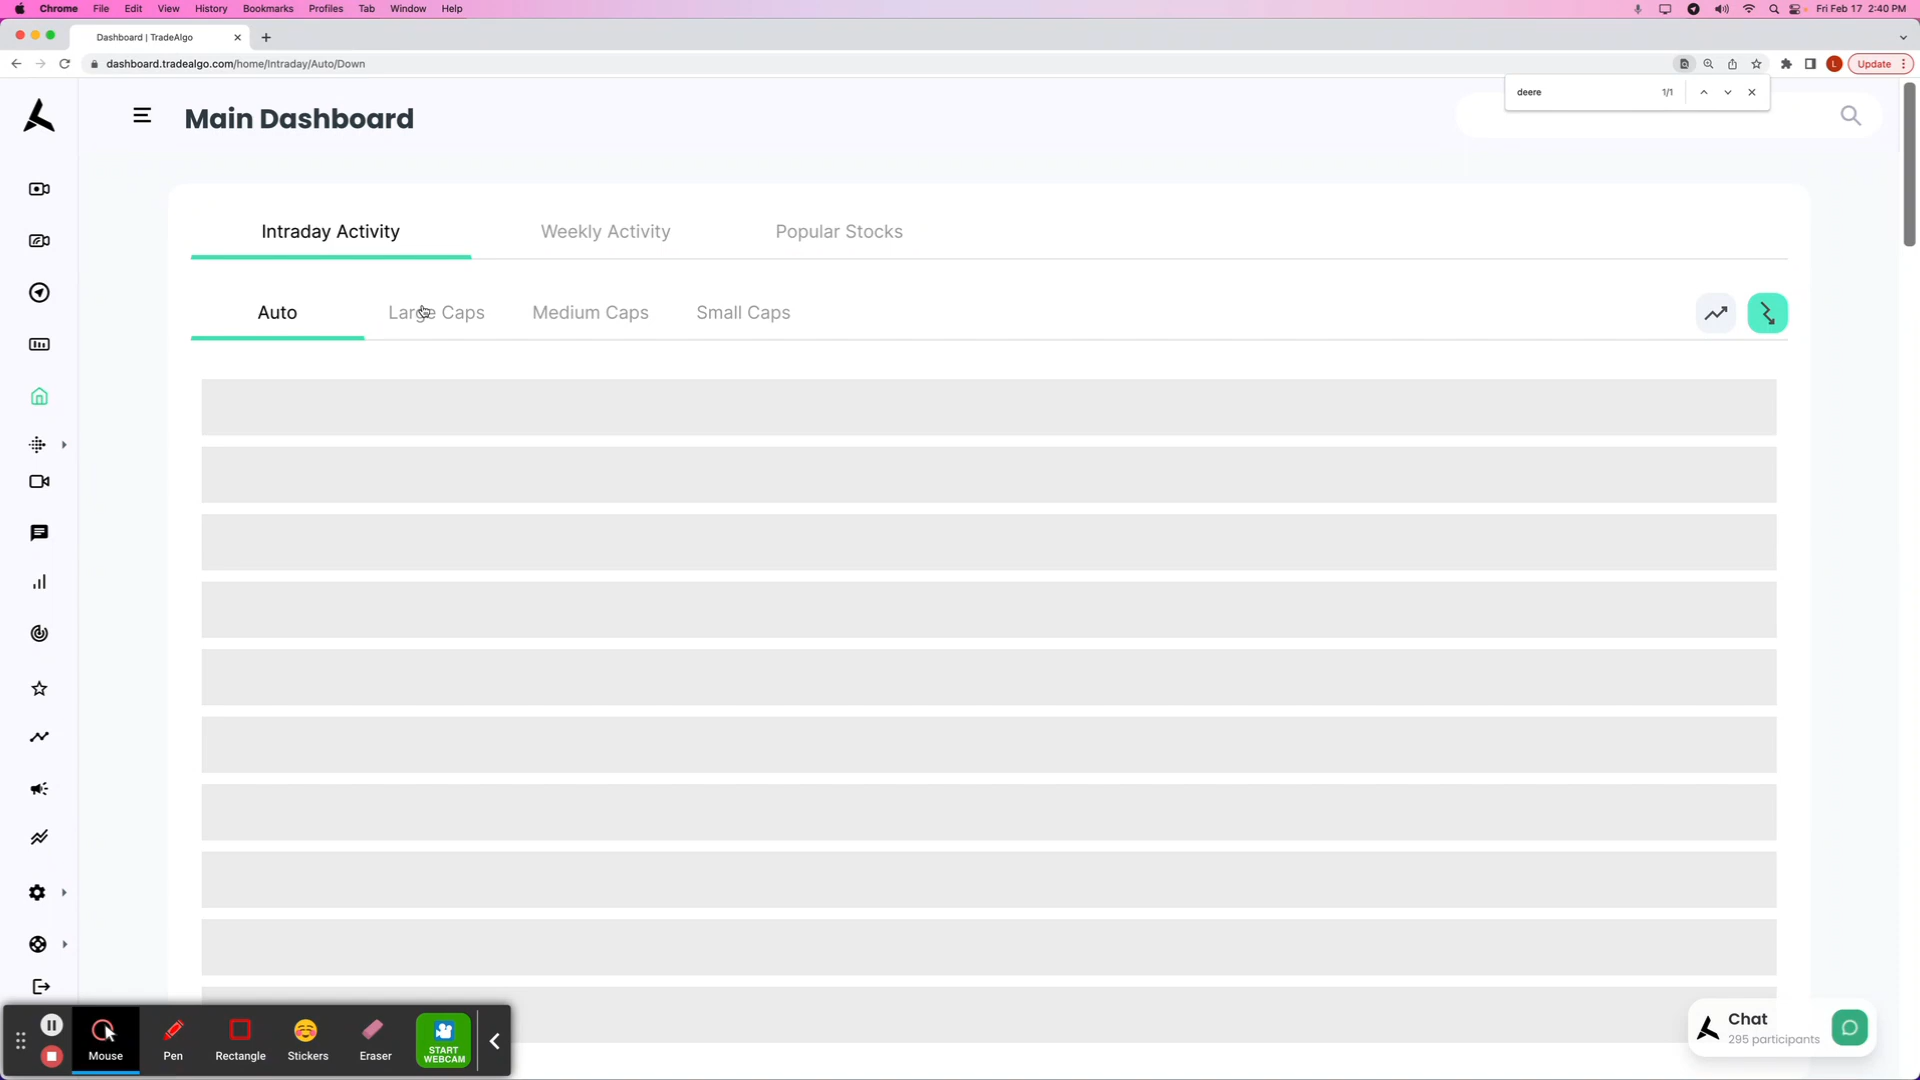 Chrome File Edit View History Bookmarks Profiles Tab Window Help Fri Feb 17 2:40 PM
Dashboard | TradeAlgo
dashboard.tradealgo.com/home/Intraday/Auto/Down L Update
deere 1/1
Main Dashboard
Intraday Activity Weekly Activity Popular Stocks
Auto Large Caps Medium Caps Small Caps
Chat
295 participants
Mouse Pen Rectangle Stickers Eraser START
WEBCAM